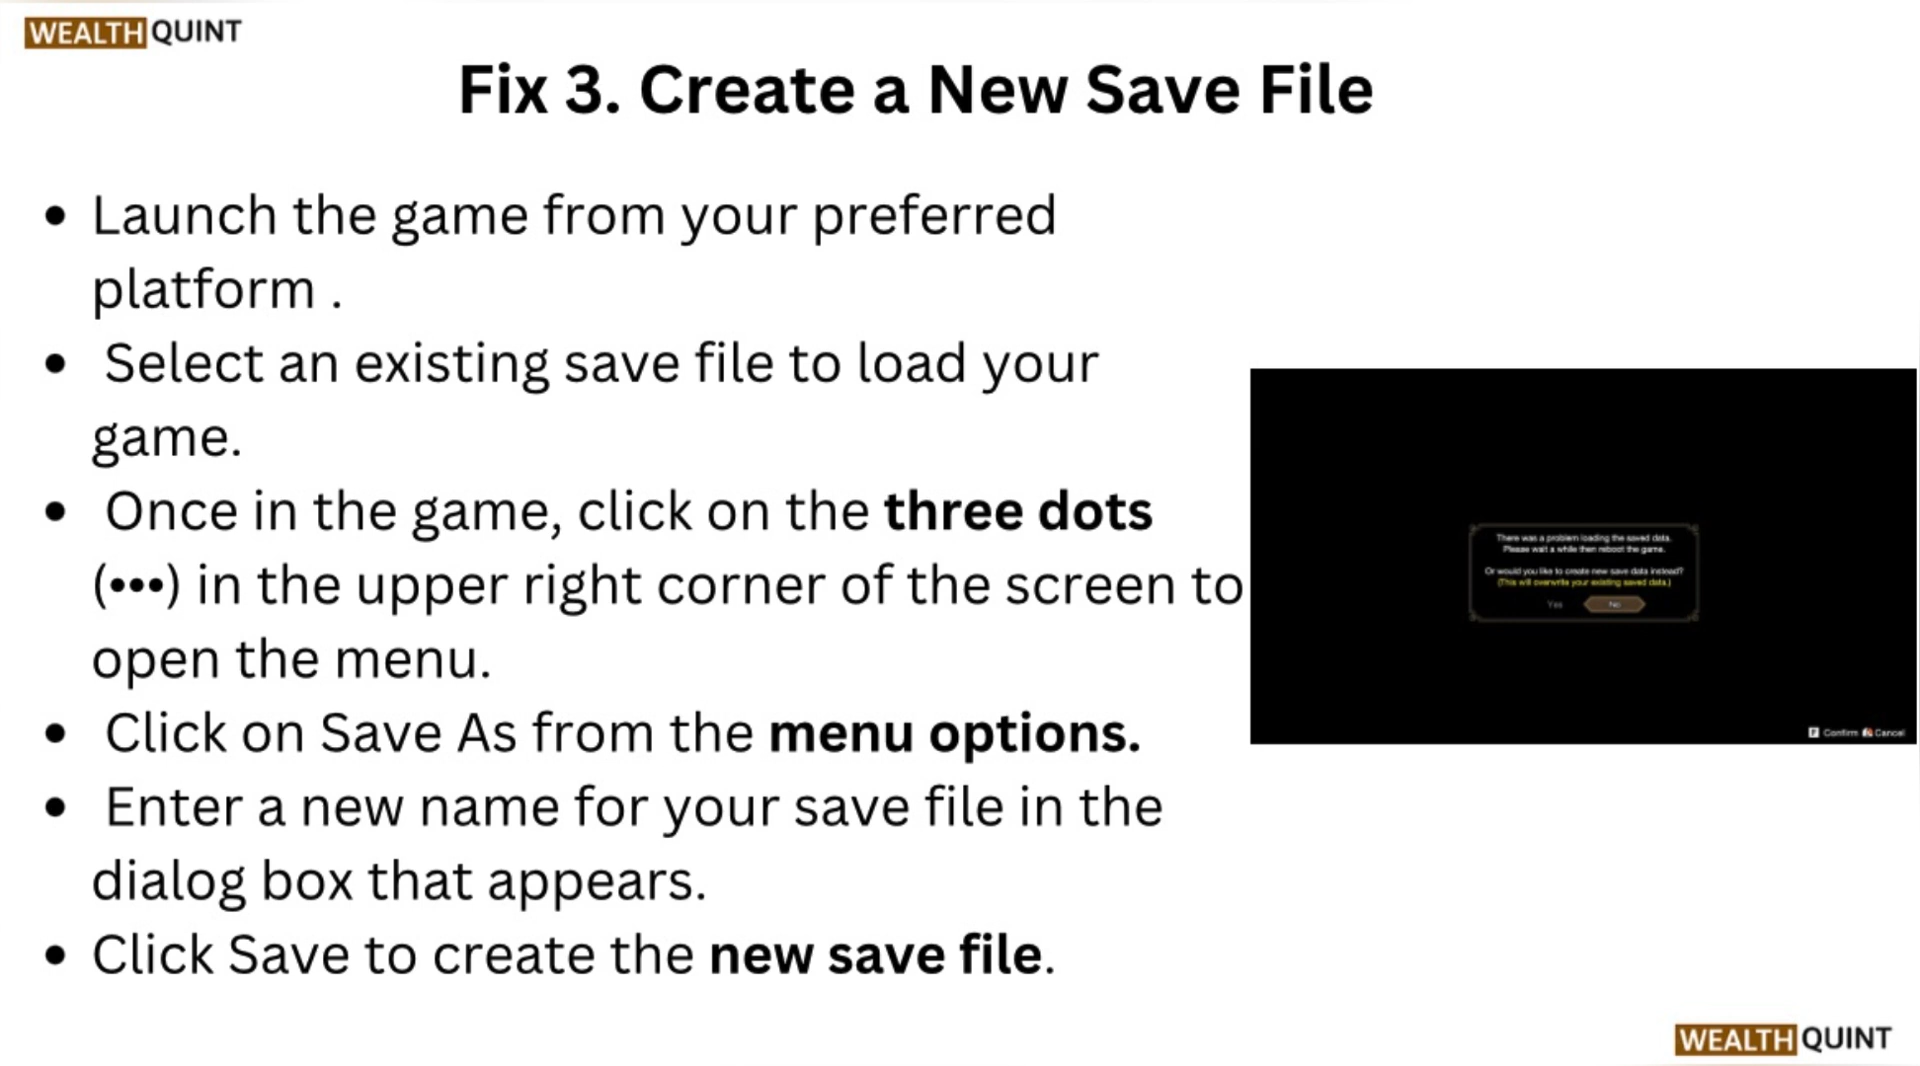 WEALTH QUINT
Fix 3. Create a New Save File
• Launch the game from your preferred
platform .
• Select an existing save file to load your
game.
• Once in the game, click on the three dots
(•••) in the upper right corner of the screen to
open the menu.
• Click on Save As from the menu options.
• Enter a new name for your save file in the
dialog box that appears.
• Click Save to create the new save file.
There was a problem loading the saved data.
Please wait a while then reboot the game.
Or would you like to create new save data instead?
(This will overwrite your existing saved data.)
Yes No
F Confirm Cancel
WEALTH QUINT